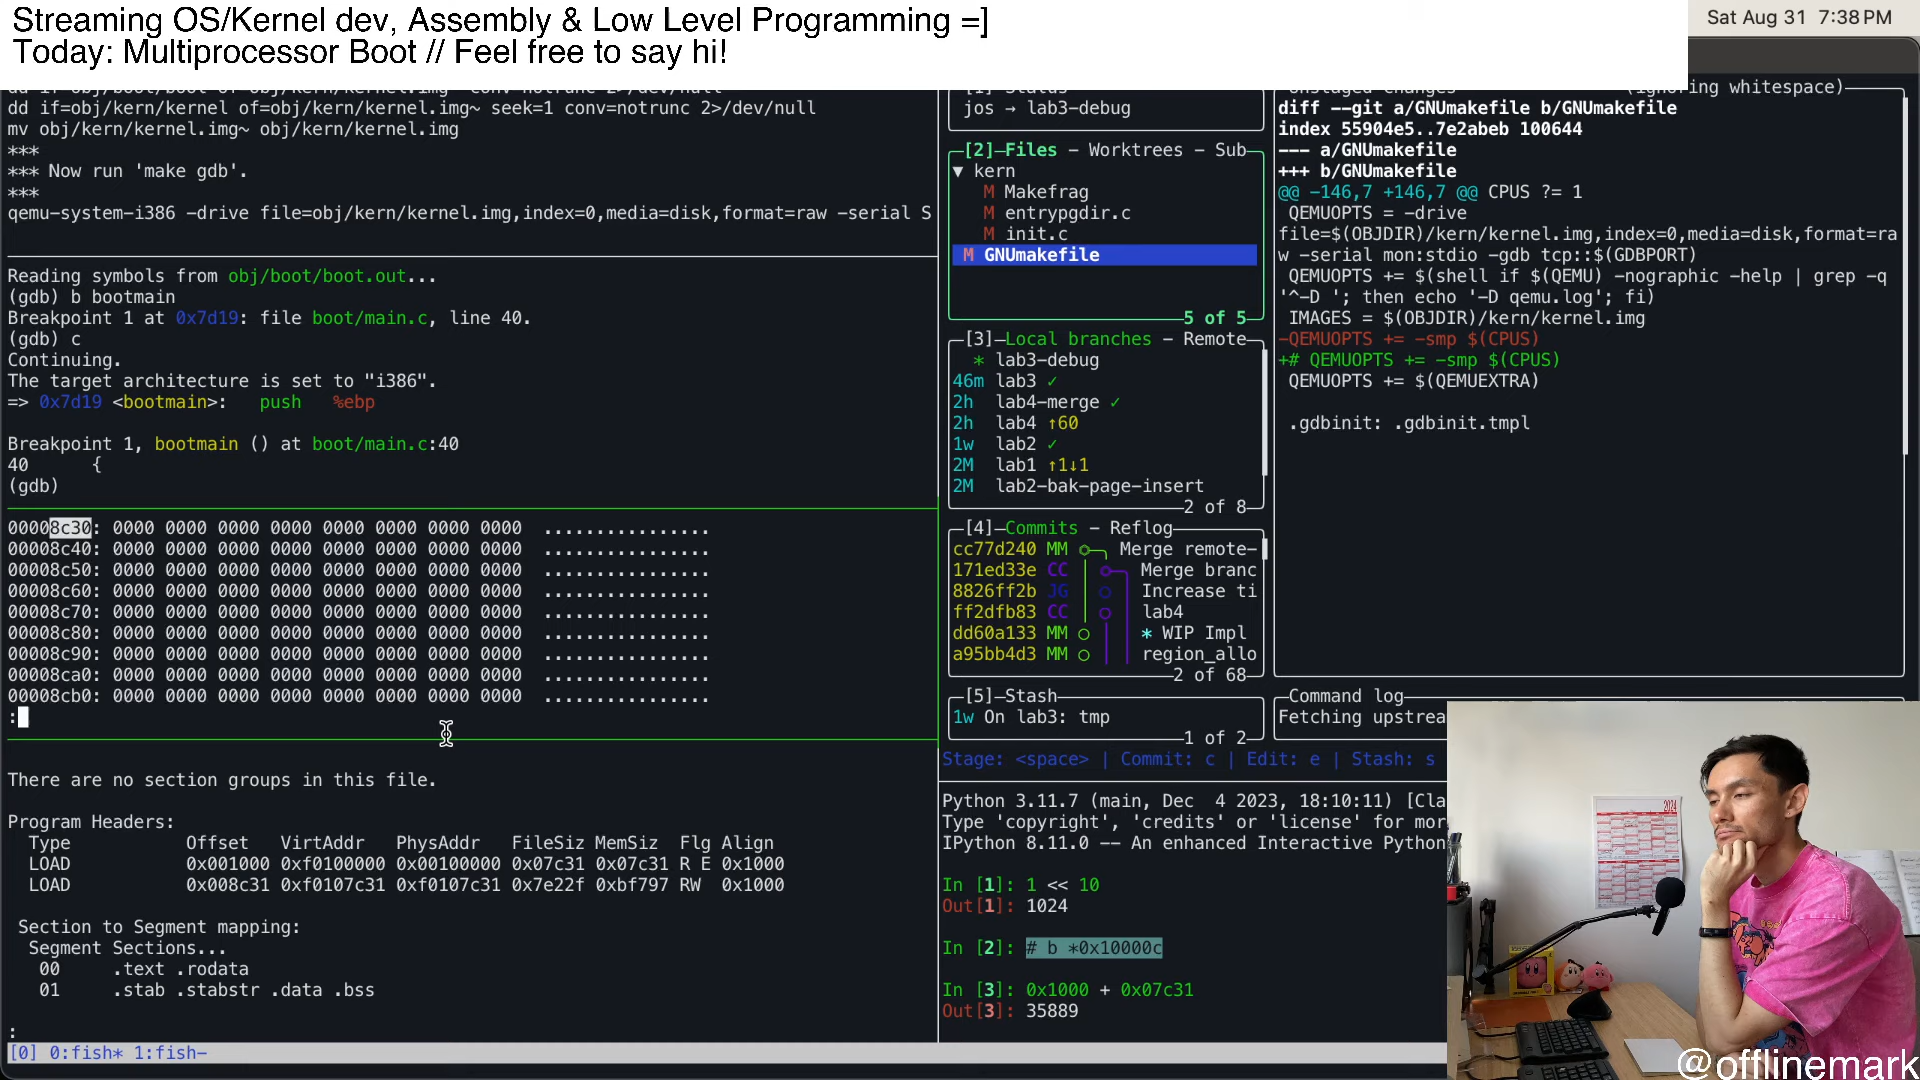 Streaming OS/Kernel dev, Assembly & Low Level Programming =]
Today: Multiprocessor Boot // Feel free to say hi!
Sat Aug 31 7:38 PM
dd if=obj/kern/kernel of=obj/kern/kernel.img~ seek=1 conv=notrunc 2>/dev/null
mv obj/kern/kernel.img~ obj/kern/kernel.img
***
*** Now run 'make gdb'.
***
qemu-system-i386 -drive file=obj/kern/kernel.img,index=0,media=disk,format=raw -serial S
Reading symbols from obj/boot/boot.out...
(gdb) b bootmain
Breakpoint 1 at 0x7d19: file boot/main.c, line 40.
(gdb) c
Continuing.
The target architecture is set to "i386".
=> 0x7d19 <bootmain>: push %ebp
Breakpoint 1, bootmain () at boot/main.c:40
40 {
(gdb)
00008c30: 0000 0000 0000 0000 0000 0000 0000 0000 ................
00008c40: 0000 0000 0000 0000 0000 0000 0000 0000 ................
00008c50: 0000 0000 0000 0000 0000 0000 0000 0000 ................
00008c60: 0000 0000 0000 0000 0000 0000 0000 0000 ................
00008c70: 0000 0000 0000 0000 0000 0000 0000 0000 ................
00008c80: 0000 0000 0000 0000 0000 0000 0000 0000 ................
00008c90: 0000 0000 0000 0000 0000 0000 0000 0000 ................
00008ca0: 0000 0000 0000 0000 0000 0000 0000 0000 ................
00008cb0: 0000 0000 0000 0000 0000 0000 0000 0000 ................
:
There are no section groups in this file.
Program Headers:
Type Offset VirtAddr PhysAddr FileSiz MemSiz Flg Align
LOAD 0x001000 0xf0100000 0x00100000 0x07c31 0x07c31 R E 0x1000
LOAD 0x008c31 0xf0107c31 0xf0107c31 0x7e22f 0xbf797 RW 0x1000
Section to Segment mapping:
Segment Sections...
00 .text .rodata
01 .stab .stabstr .data .bss
:
[0] 0:fish* 1:fish-
jos → lab3-debug
[2]-Files - Worktrees - Sub
▼ kern
M Makefrag
M entrypgdir.c
M init.c
M GNUmakefile
5 of 5
[3]-Local branches - Remote
* lab3-debug
46m lab3 ✓
2h lab4-merge ✓
2h lab4 ↑60
1w lab2 ✓
2M lab1 ↑1↓1
2M lab2-bak-page-insert
2 of 8
[4]-Commits - Reflog
cc77d240 MM Merge remote-
171ed33e CC Merge branc
8826ff2b JG Increase ti
ff2dfb83 CC lab4
dd60a133 MM * WIP Impl
a95bb4d3 MM region_allo
2 of 68
[5]-Stash
1w On lab3: tmp
1 of 2
Stage: <space> | Commit: c | Edit: e | Stash: s
Unstaged changes (ignoring whitespace)
diff --git a/GNUmakefile b/GNUmakefile
index 55904e5..7e2abeb 100644
--- a/GNUmakefile
+++ b/GNUmakefile
@@ -146,7 +146,7 @@ CPUS ?= 1
QEMUOPTS = -drive
file=$(OBJDIR)/kern/kernel.img,index=0,media=disk,format=ra
w -serial mon:stdio -gdb tcp::$(GDBPORT)
QEMUOPTS += $(shell if $(QEMU) -nographic -help | grep -q
'^-D '; then echo '-D qemu.log'; fi)
IMAGES = $(OBJDIR)/kern/kernel.img
-QEMUOPTS += -smp $(CPUS)
+# QEMUOPTS += -smp $(CPUS)
QEMUOPTS += $(QEMUEXTRA)
.gdbinit: .gdbinit.tmpl
Command log
Fetching upstrea
Python 3.11.7 (main, Dec 4 2023, 18:10:11) [Cla
Type 'copyright', 'credits' or 'license' for mor
IPython 8.11.0 -- An enhanced Interactive Python
In [1]: 1 << 10
Out[1]: 1024
In [2]: # b *0x10000c
In [3]: 0x1000 + 0x07c31
Out[3]: 35889
2024
@offlinemark